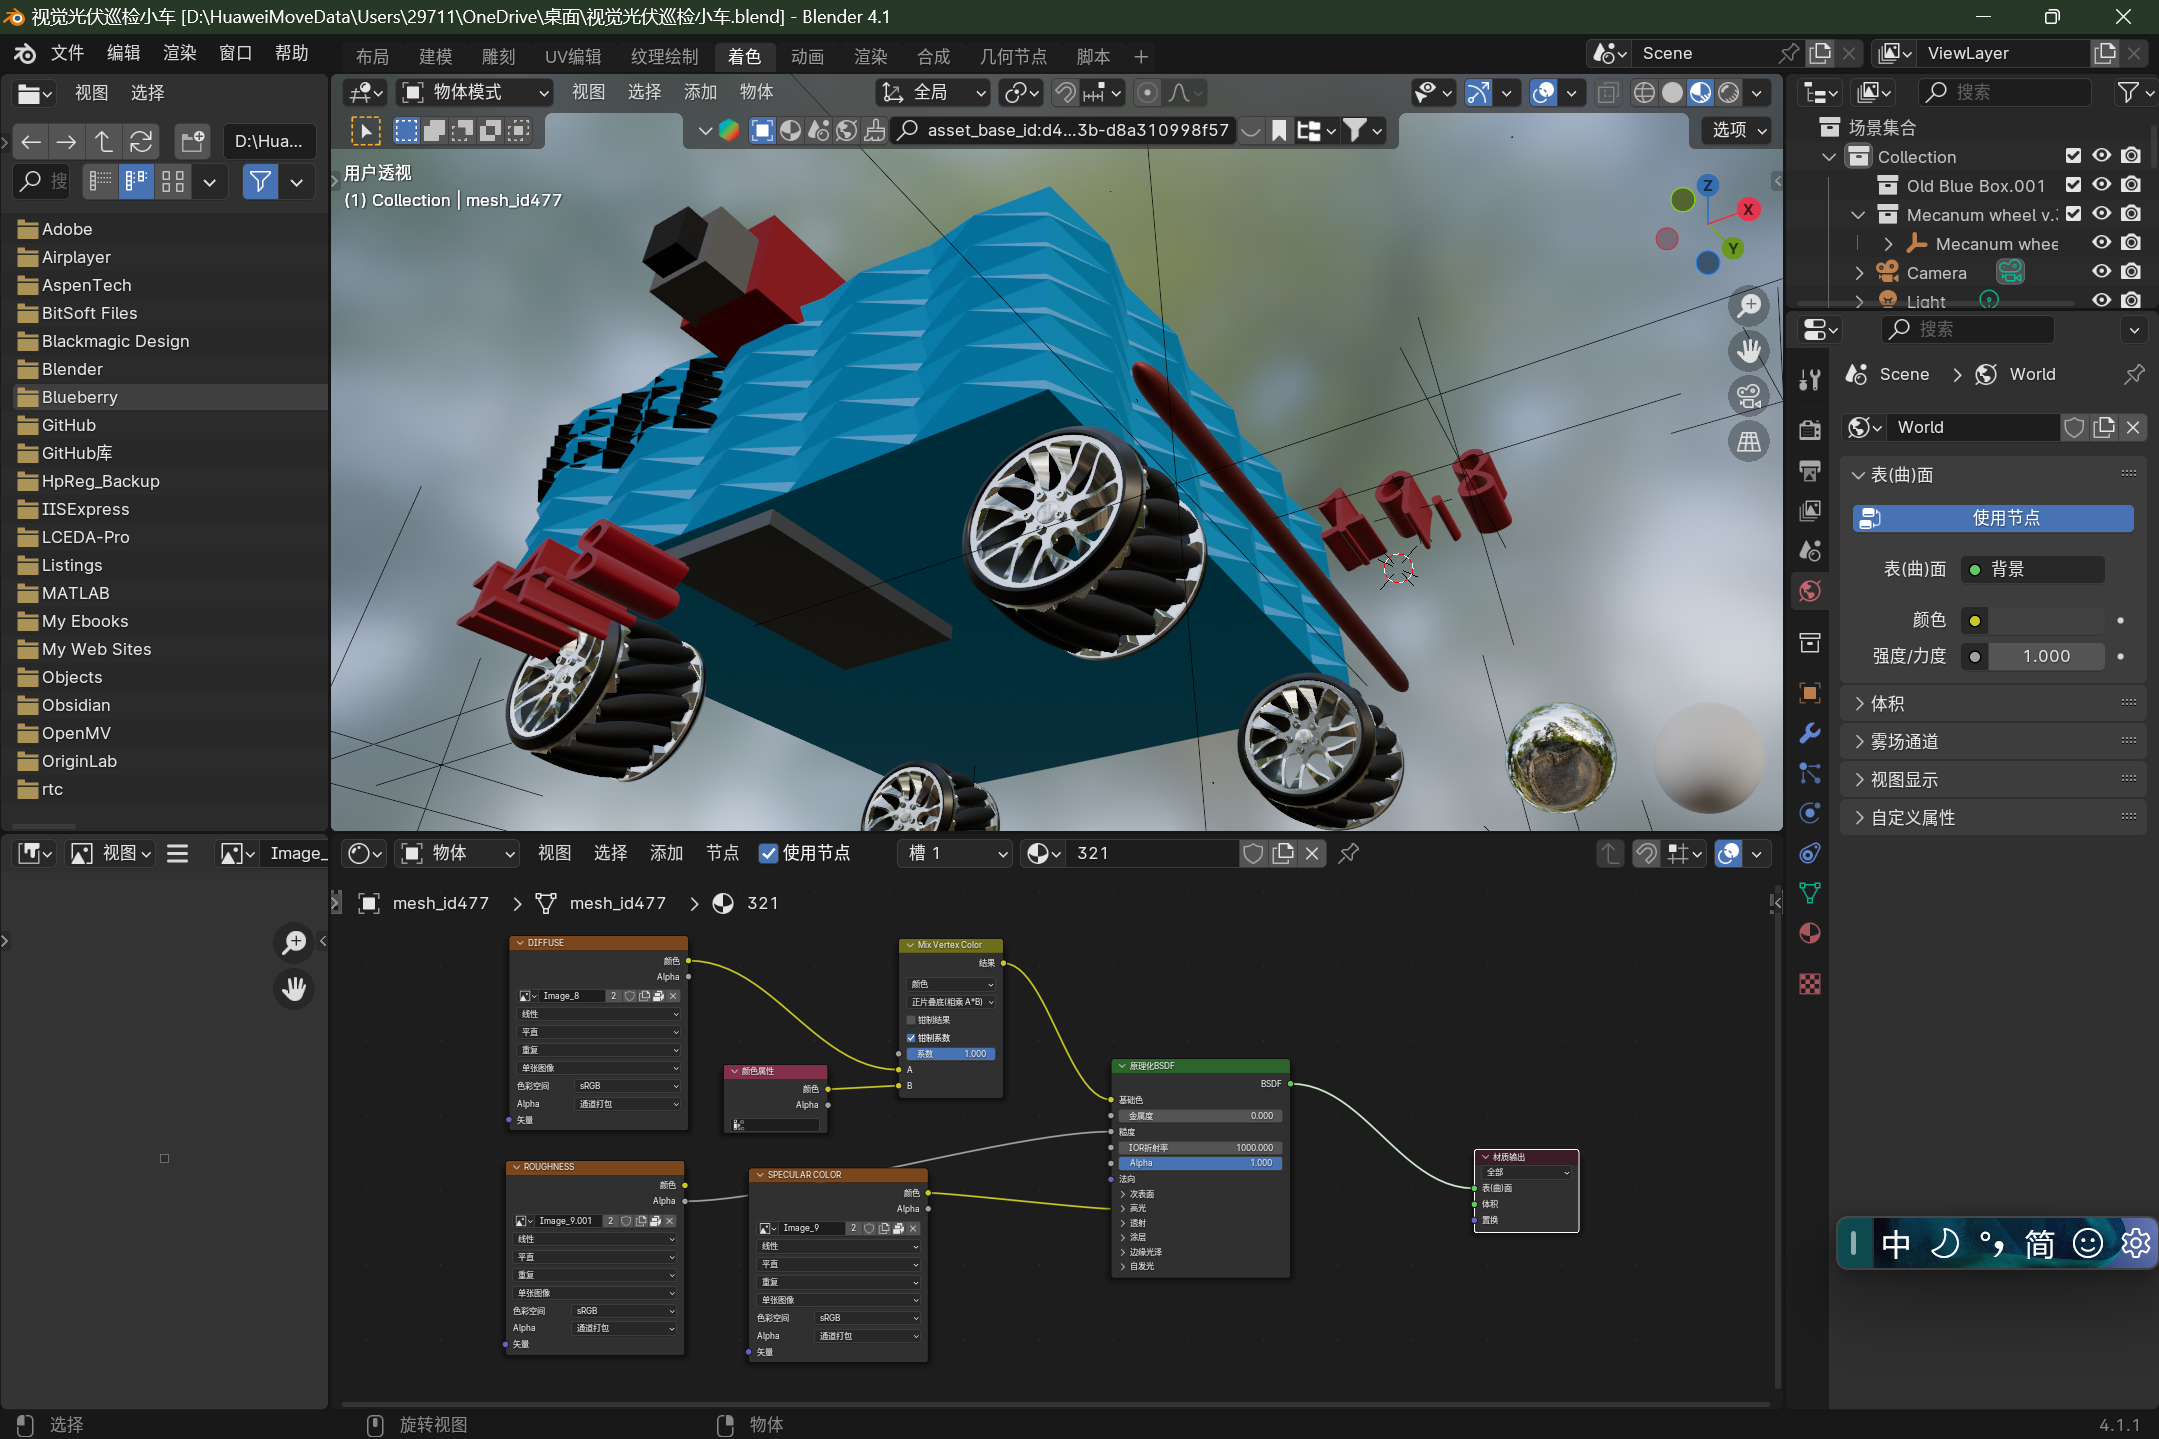 视觉光伏巡检小车 [D:\HuaweiMoveData\Users\29711\OneDrive\桌面\视觉光伏巡检小车.blend] - Blender 4.1
文件 编辑 渲染 窗口 帮助
布局 建模 雕刻 UV编辑 纹理绘制 着色 动画 渲染 合成 几何节点 脚本
Scene
ViewLayer
视图 选择
D:\Hua...
搜
Adobe
Airplayer
AspenTech
BitSoft Files
Blackmagic Design
Blender
Blueberry
GitHub
GitHub库
HpReg_Backup
IISExpress
LCEDA-Pro
Listings
MATLAB
My Ebooks
My Web Sites
Objects
Obsidian
OpenMV
OriginLab
rtc
物体模式 视图 选择 添加 物体 全局
asset_base_id:d4...3b-d8a310998f57
选项
用户透视
(1) Collection | mesh_id477
Z
X
Y
搜索
场景集合
Collection
Old Blue Box.001
Mecanum wheel v.
Mecanum whee
Camera
Light
搜索
Scene > World
World
表(曲)面
使用节点
表(曲)面 背景
颜色
强度/力度 1.000
体积
雾场通道
视图显示
自定义属性
视图 Image_
物体 视图 选择 添加 节点 使用节点 槽 1 321
mesh_id477 > mesh_id477 > 321
DIFFUSE
颜色
Alpha
Image_8 2
线性
平直
重复
单张图像
色彩空间 sRGB
Alpha 通道打包
矢量
颜色属性
颜色
Alpha
Mix Vertex Color
结果
颜色
正片叠底(相乘 A*B)
钳制结果
钳制系数
系数 1.000
A
B
ROUGHNESS
颜色
Alpha
Image_9.001 2
线性
平直
重复
单张图像
色彩空间 sRGB
Alpha 通道打包
矢量
SPECULAR COLOR
颜色
Alpha
Image_9 2
线性
平直
重复
单张图像
色彩空间 sRGB
Alpha 通道打包
矢量
原理化BSDF
BSDF
基础色
金属度 0.000
糙度
IOR折射率 1000.000
Alpha 1.000
法向
次表面
高光
透射
涂层
边缘光泽
自发光
材质输出
全部
表(曲)面
体积
置换
中 简
选择
旋转视图
物体
4.1.1